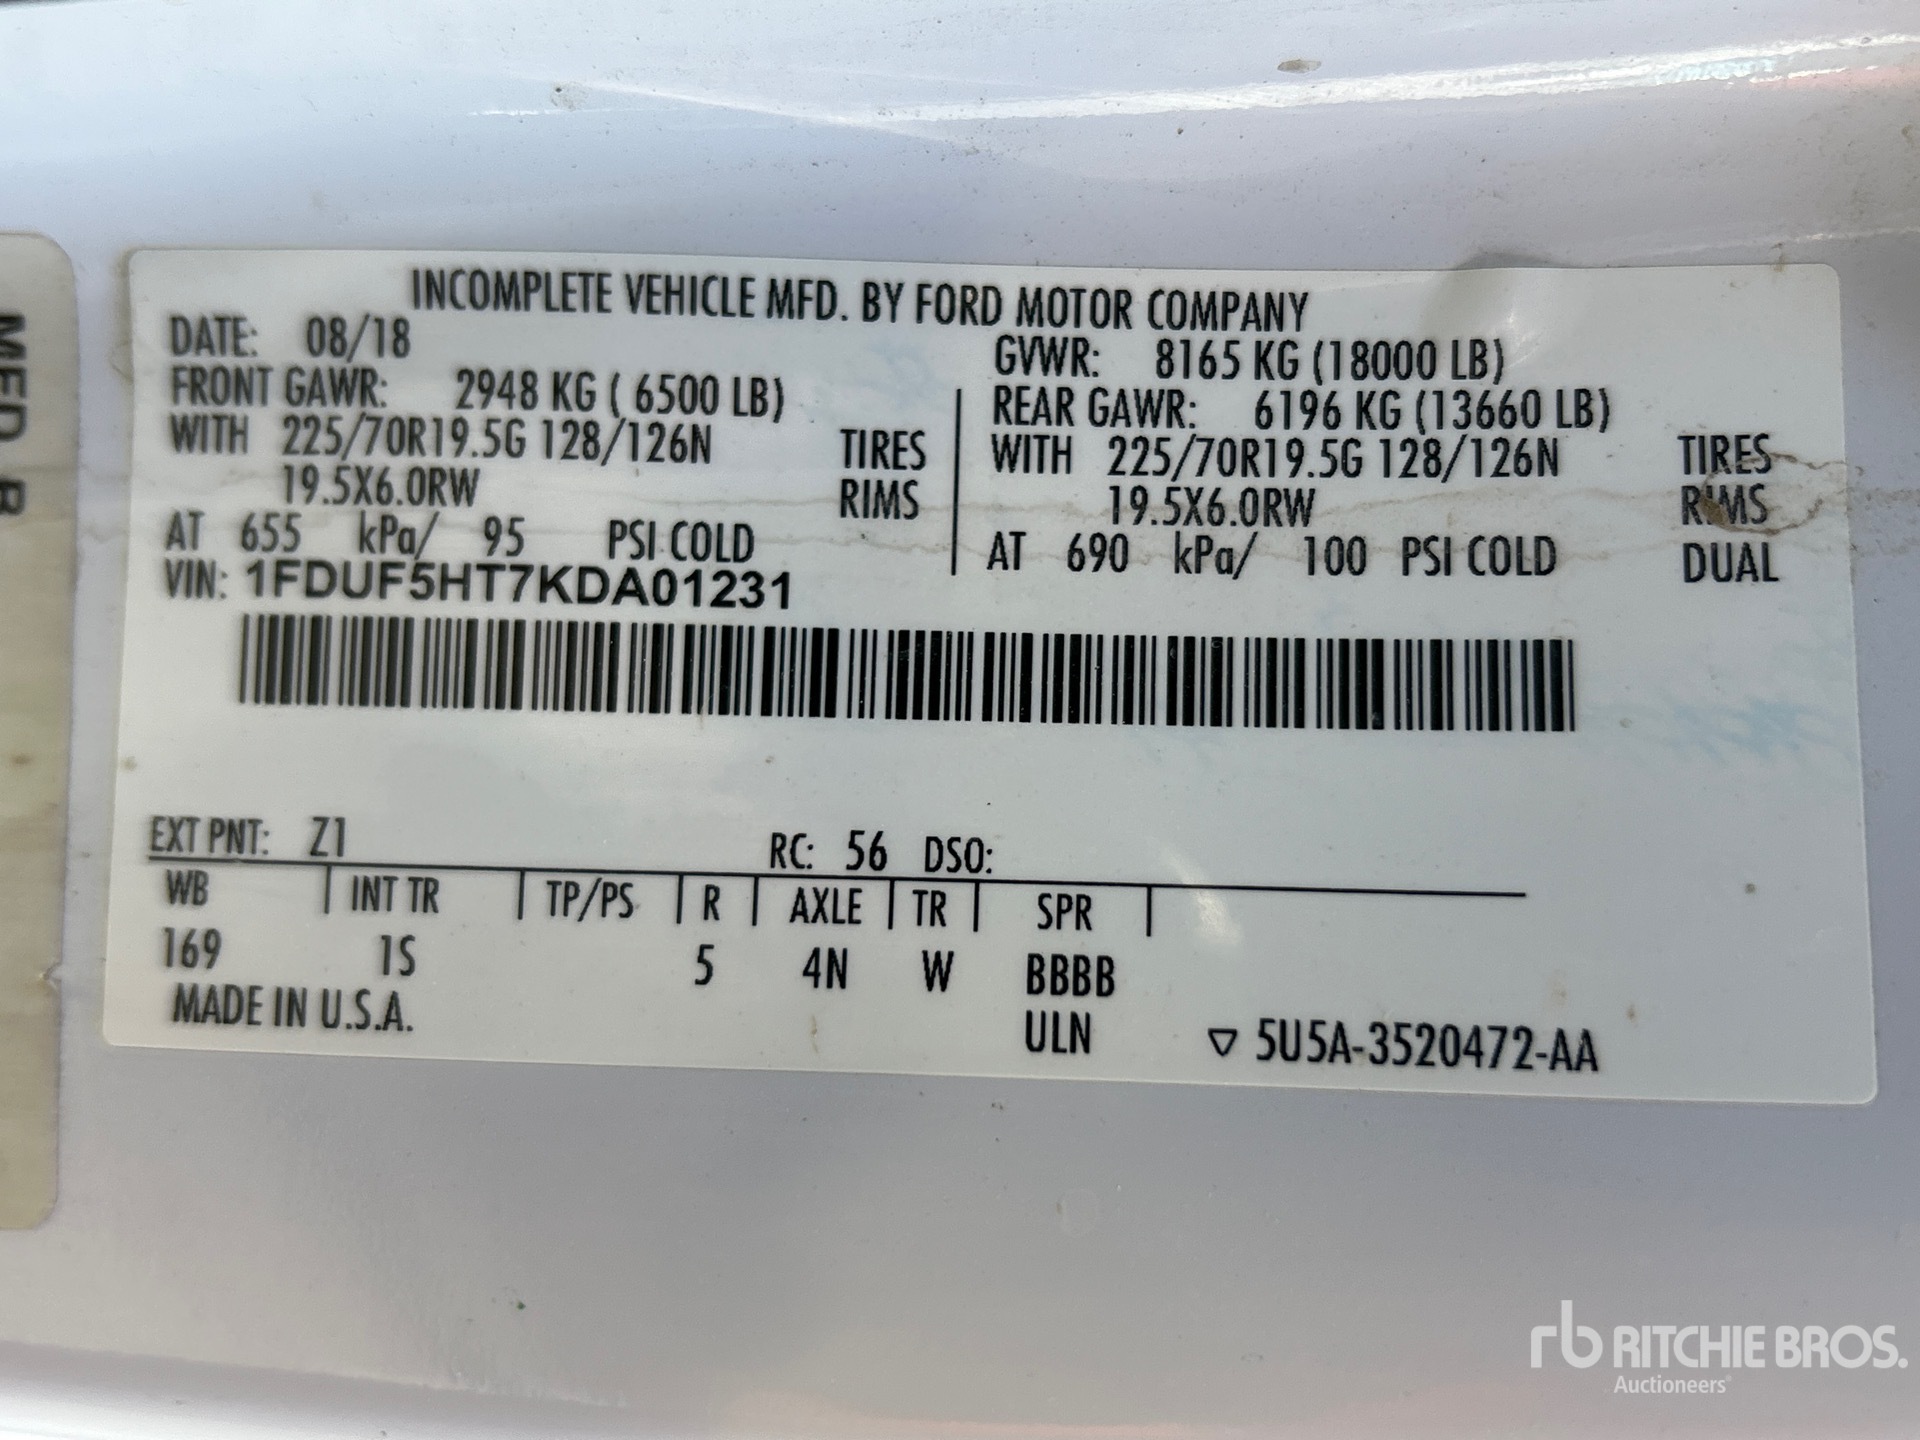 INCOMPLETE VEHICLE MFD. BY FORD MOTOR COMPANY
DATE: 08/18 GVWR: 8165 KG (18000 LB)
FRONT GAWR: 2948 KG ( 6500 LB) REAR GAWR: 6196 KG (13660 LB)
WITH 225/70R19.5G 128/126N TIRES WITH 225/70R19.5G 128/126N TIRES
19.5X6.0RW RIMS 19.5X6.0RW RIMS
AT 655 kPa/ 95 PSI COLD AT 690 kPa/ 100 PSI COLD DUAL
VIN: 1FDUF5HT7KDA01231
EXT PNT: Z1 RC: 56 DSO:
WB INT TR TP/PS R AXLE TR SPR
169 1S 5 4N W BBBB
MADE IN U.S.A. ULN ▽ 5U5A-3520472-AA
MED R
rb RITCHIE BROS.
Auctioneers